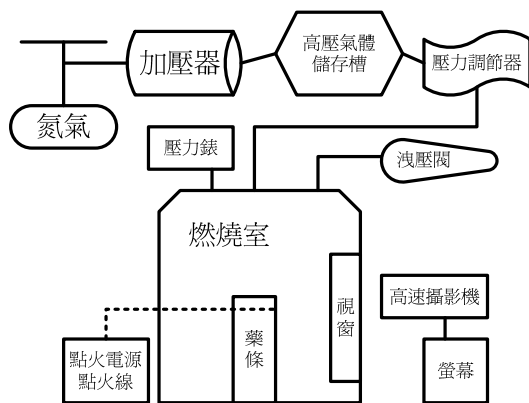 加壓器
高壓氣體
儲存槽
壓力調節器
氮氣
壓力錶
洩壓閥
燃燒室
視窗
高速攝影機
藥條
點火電源
點火線
螢幕